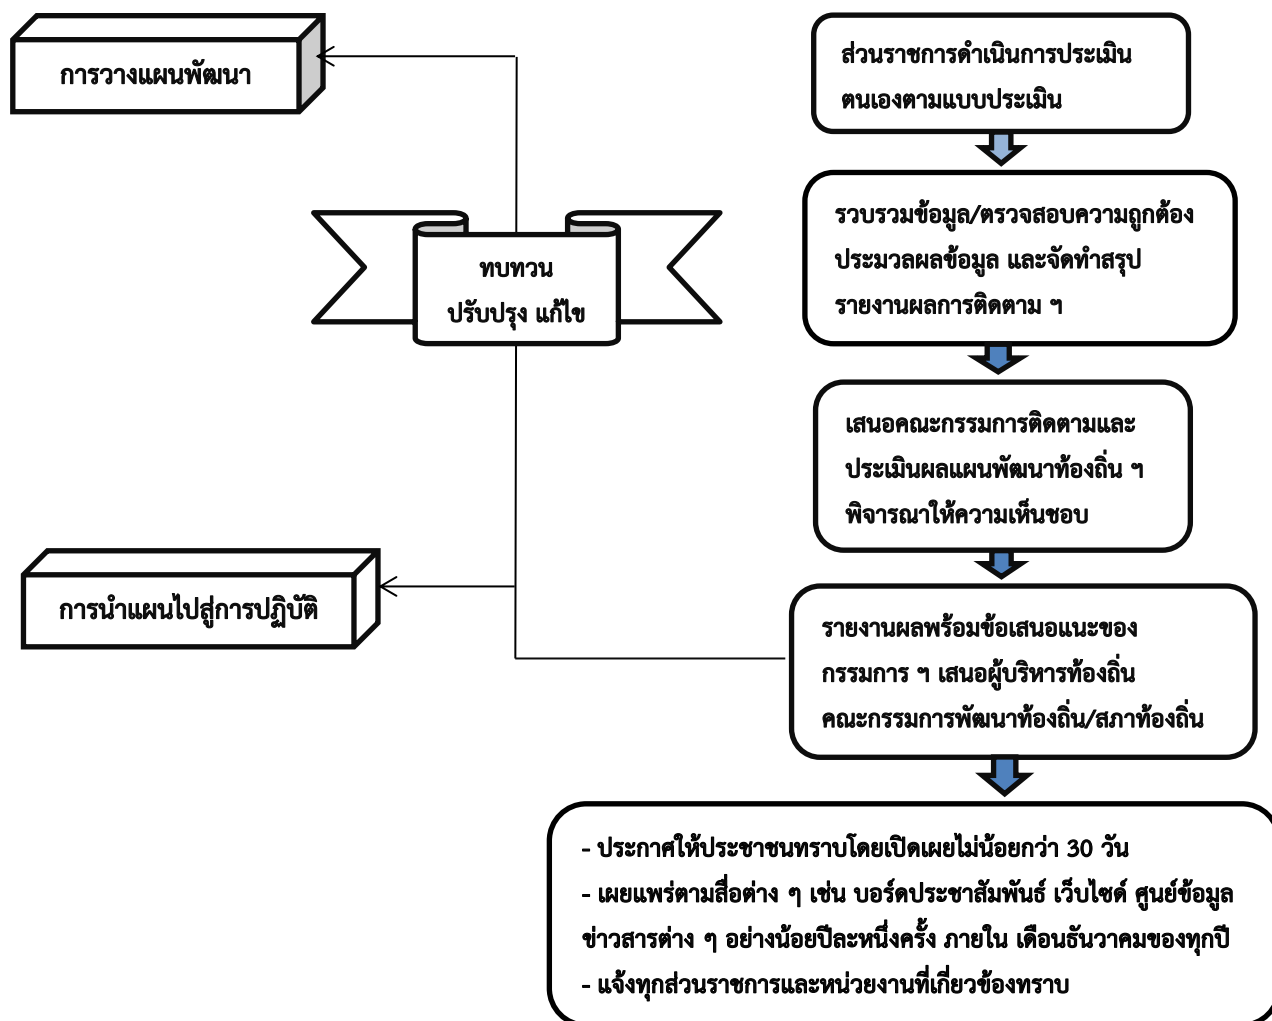 การวางแผนพัฒนา
ส่วนราชการดำเนินการประเมิน
ตนเองตามแบบประเมิน
รวบรวมข้อมูล/ตรวจสอบความถูกต้อง
ประมวลผลข้อมูล และจัดทำสรุป
รายงานผลการติดตาม ฯ
ทบทวน
ปรับปรุง แก้ไข
เสนอคณะกรรมการติดตามและ
ประเมินผลแผนพัฒนาท้องถิ่น ฯ
พิจารณาให้ความเห็นชอบ
การนำแผนไปสู่การปฏิบัติ
รายงานผลพร้อมข้อเสนอแนะของ
กรรมการ ฯ เสนอผู้บริหารท้องถิ่น
คณะกรรมการพัฒนาท้องถิ่น/สภาท้องถิ่น
- ประกาศให้ประชาชนทราบโดยเปิดเผยไม่น้อยกว่า 30 วัน
- เผยแพร่ตามสื่อต่าง ๆ เช่น บอร์ดประชาสัมพันธ์ เว็บไซด์ ศูนย์ข้อมูล
ข่าวสารต่าง ๆ อย่างน้อยปีละหนึ่งครั้ง ภายใน เดือนธันวาคมของทุกปี
- แจ้งทุกส่วนราชการและหน่วยงานที่เกี่ยวข้องทราบ